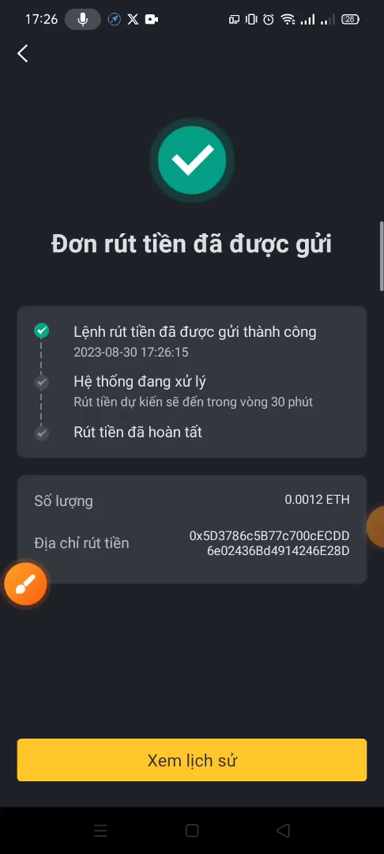 17:26
28
Đơn rút tiền đã được gửi
Lệnh rút tiền đã được gửi thành công
2023-08-30 17:26:15
Hệ thống đang xử lý
Rút tiền dự kiến sẽ đến trong vòng 30 phút
Rút tiền đã hoàn tất
Số lượng 0.0012 ETH
Địa chỉ rút tiền 0x5D3786c5B77c700cECDD
6e02436Bd4914246E28D
Xem lịch sử